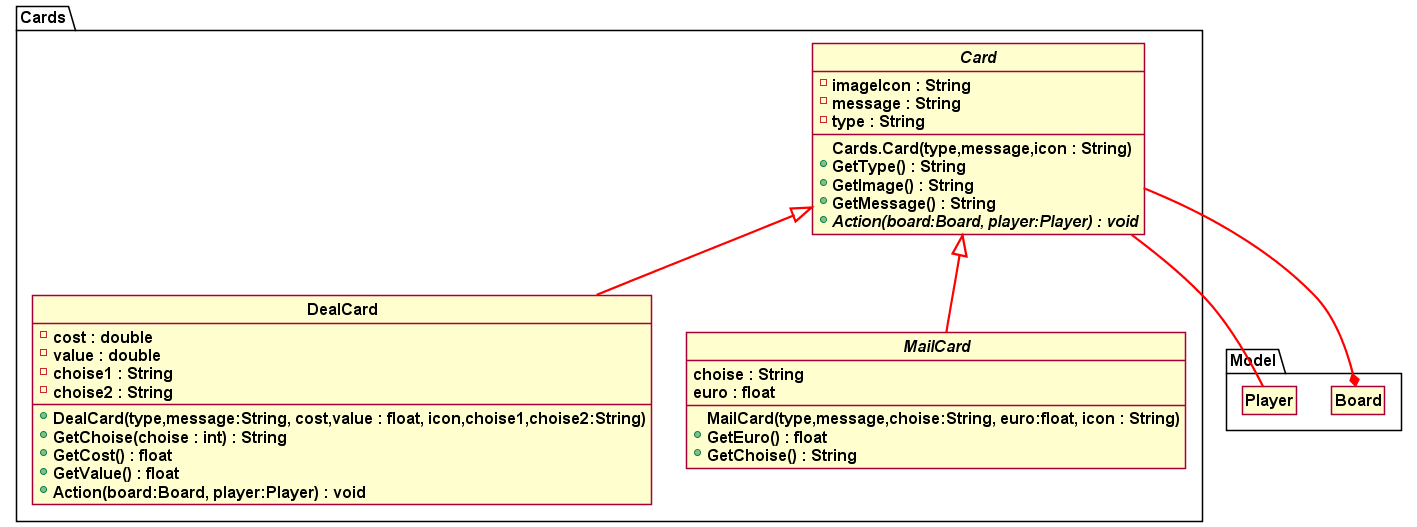 Cards
Card
imageIcon : String
message : String
type : String
Cards.Card(type,message,icon : String)
GetType() : String
GetImage() : String
GetMessage() : String
Action(board:Board, player:Player) : void
DealCard
cost : double
value : double
choise1 : String
choise2 : String
DealCard(type,message:String, cost,value : float, icon,choise1,choise2:String)
GetChoise(choise : int) : String
GetCost() : float
GetValue() : float
Action(board:Board, player:Player) : void
MailCard
choise : String
euro : float
MailCard(type,message,choise:String, euro:float, icon : String)
GetEuro() : float
GetChoise() : String
Model
Player
Board